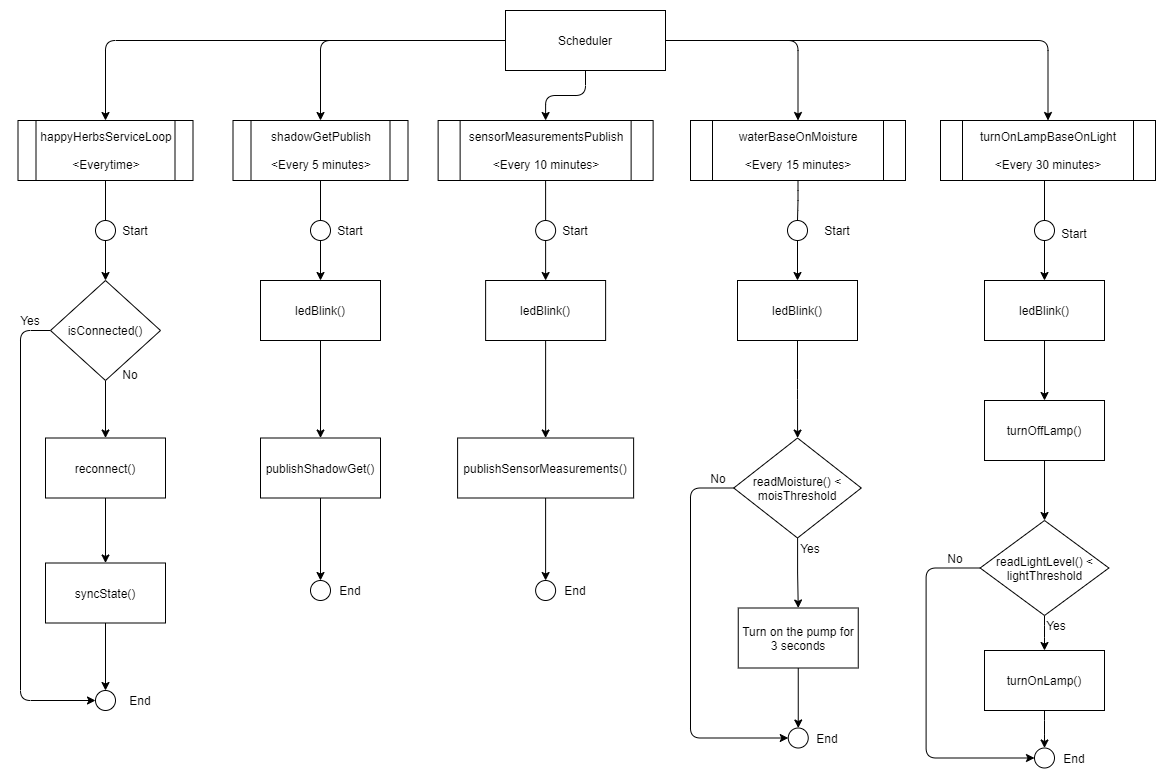 Scheduler
happyHerbsServiceLoop
<Everytime>
shadowGetPublish
<Every 5 minutes>
sensorMeasurementsPublish
<Every 10 minutes>
waterBaseOnMoisture
<Every 15 minutes>
turnOnLampBaseOnLight
<Every 30 minutes>
Start
Start
Start
Start
Start
Yes
isConnected()
No
ledBlink()
ledBlink()
ledBlink()
ledBlink()
turnOffLamp()
reconnect()
publishShadowGet()
publishSensorMeasurements()
No
readMoisture() <
moisThreshold
Yes
No
readLightLevel() <
lightThreshold
Yes
syncState()
End
End
Turn on the pump for
3 seconds
turnOnLamp()
End
End
End